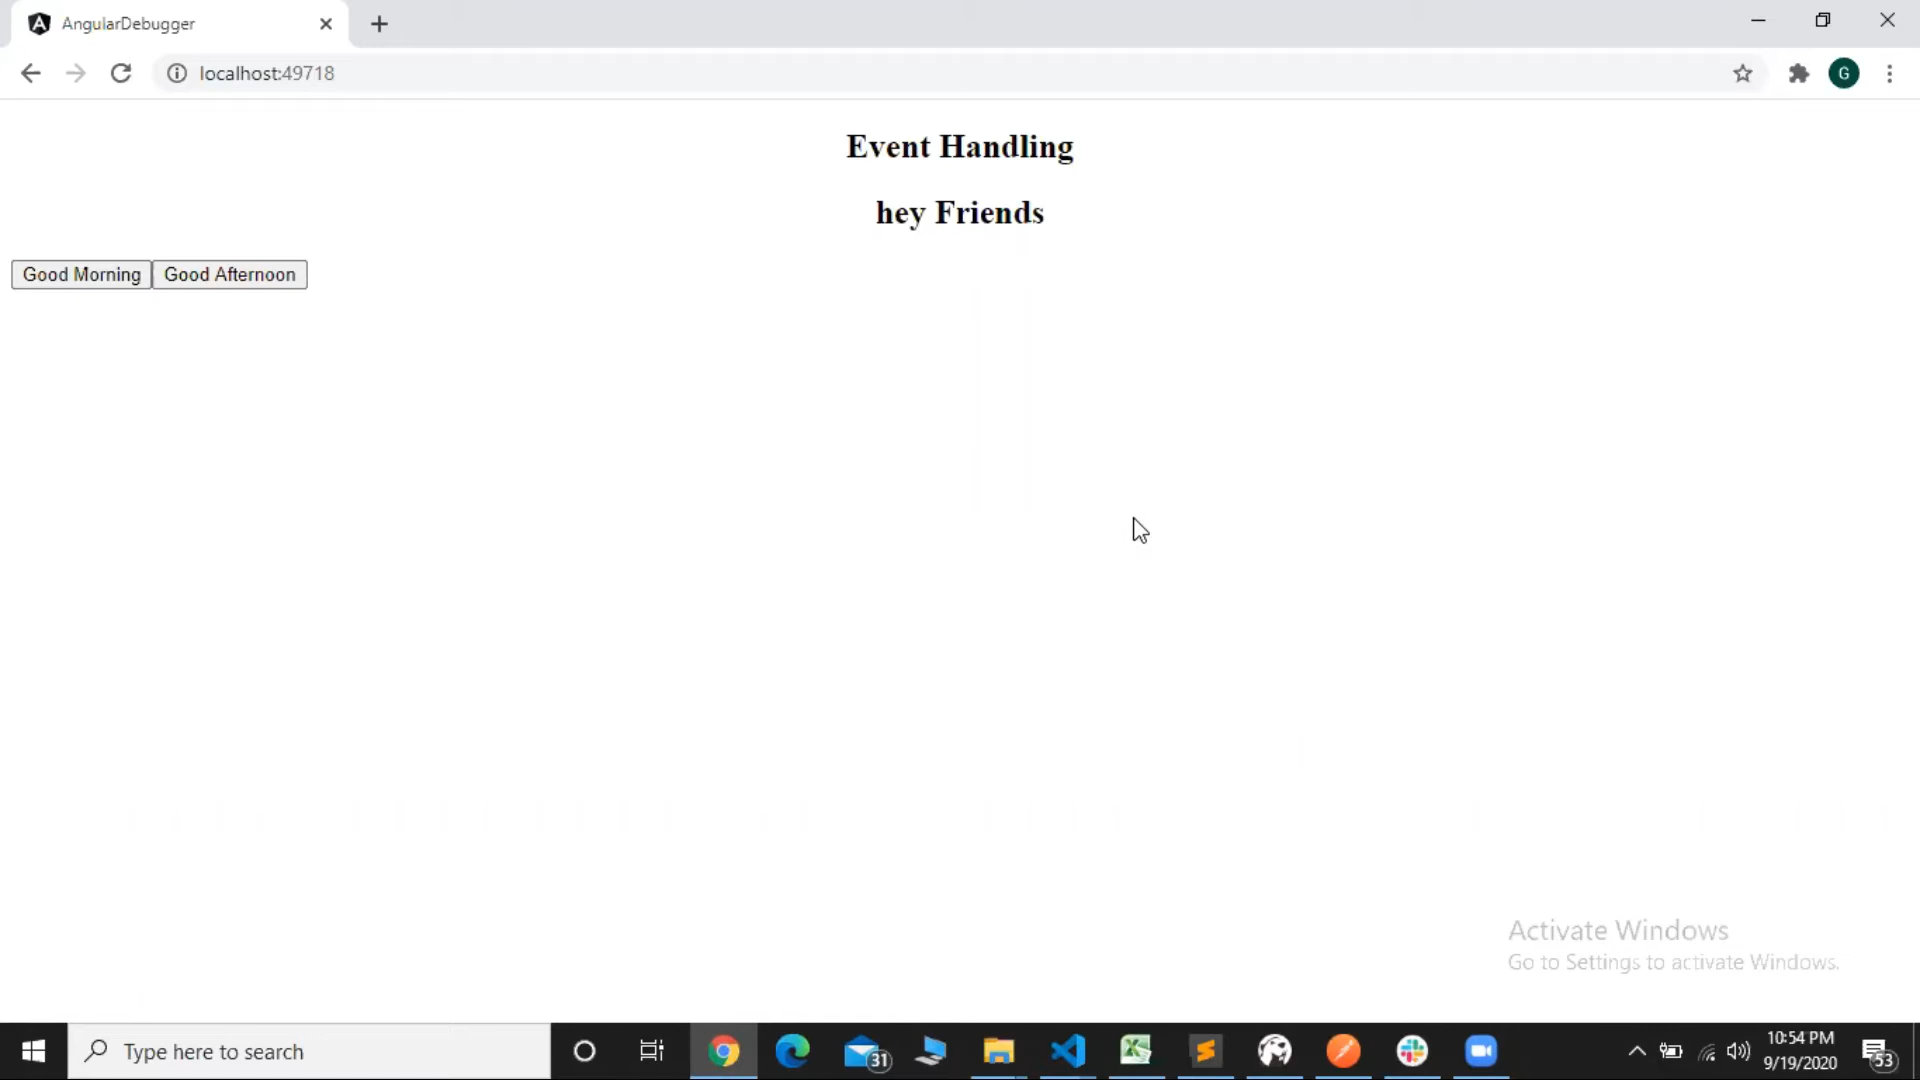 AngularDebugger
localhost:49718
G
Event Handling
hey Friends
Good Morning Good Afternoon
Activate Windows
Go to Settings to activate Windows.
Type here to search
31
10:54 PM
9/19/2020
53